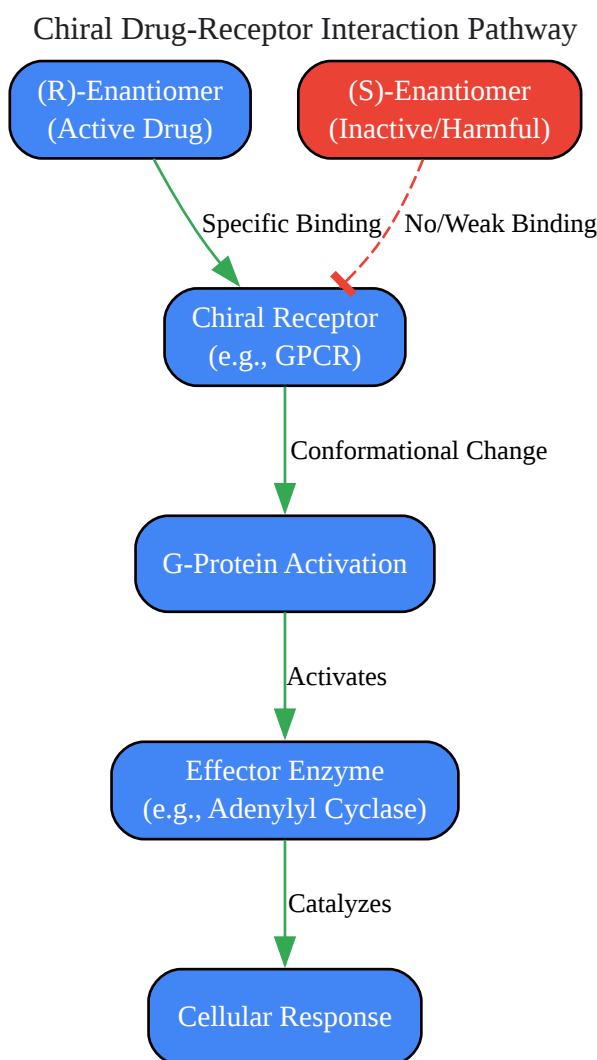 Chiral Drug-Receptor Interaction Pathway
(R)-Enantiomer
(Active Drug)
(S)-Enantiomer
(Inactive/Harmful)
Specific Binding
No/Weak Binding
Chiral Receptor
(e.g., GPCR)
Conformational Change
G-Protein Activation
Activates
Effector Enzyme
(e.g., Adenylyl Cyclase)
Catalyzes
Cellular Response